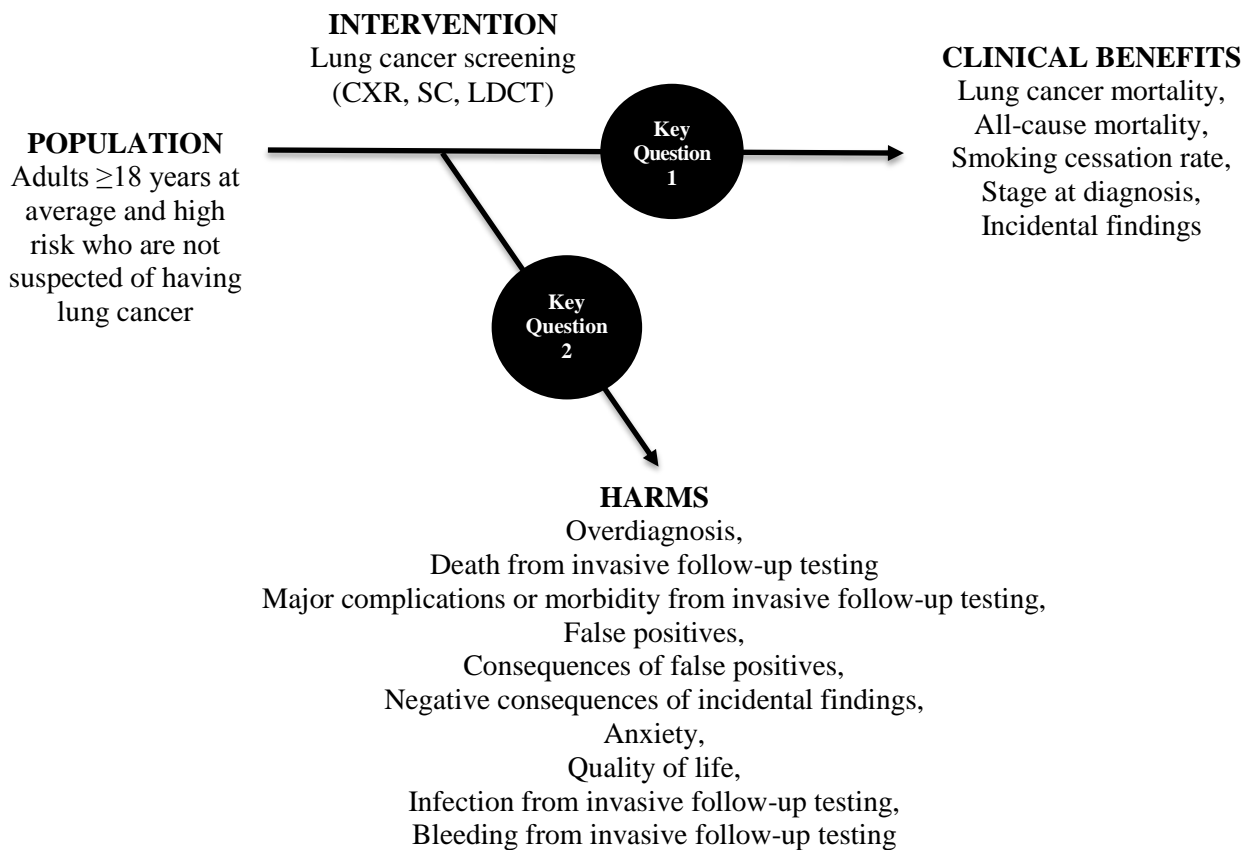 INTERVENTION
Lung cancer screening
(CXR, SC, LDCT)
CLINICAL BENEFITS
Lung cancer mortality,
All-cause mortality,
Smoking cessation rate,
Stage at diagnosis,
Incidental findings
POPULATION
Adults ≥18 years at
average and high
risk who are not
suspected of having
lung cancer
Key
Question
1
Key
Question
2
HARMS
Overdiagnosis,
Death from invasive follow-up testing
Major complications or morbidity from invasive follow-up testing,
False positives,
Consequences of false positives,
Negative consequences of incidental findings,
Anxiety,
Quality of life,
Infection from invasive follow-up testing,
Bleeding from invasive follow-up testing